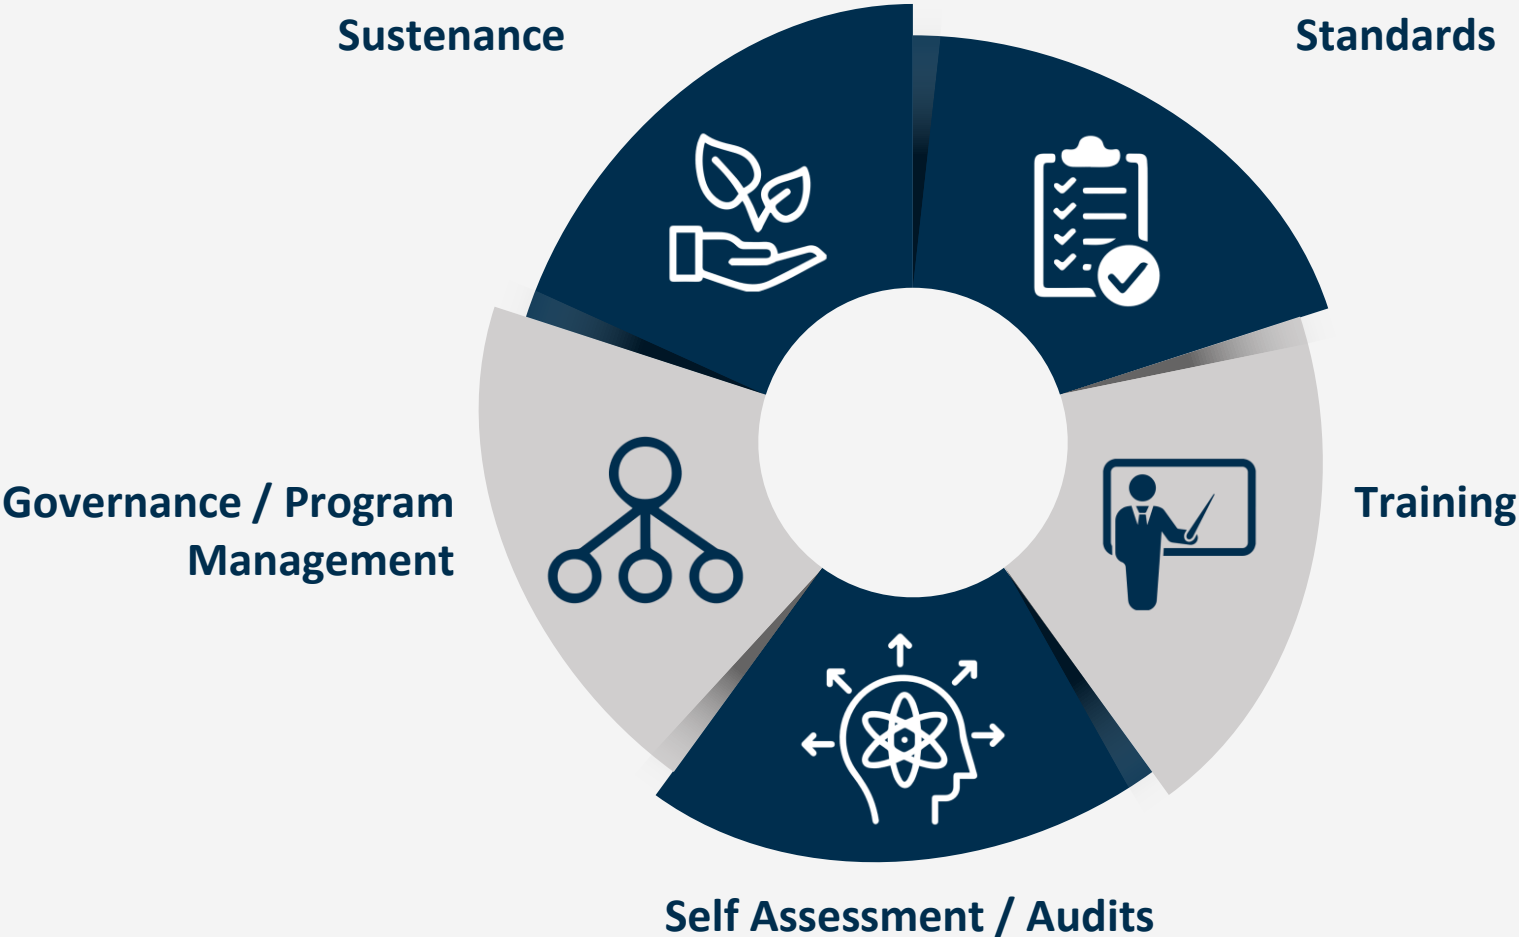 Sustenance
Standards
Governance / Program
Management
Training
Self Assessment / Audits